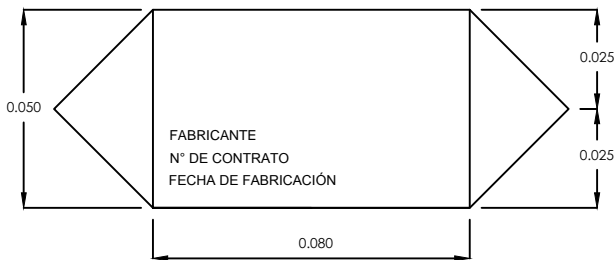 0.025
0.050
FABRICANTE
N° DE CONTRATO
FECHA DE FABRICACIÓN
0.025
0.080